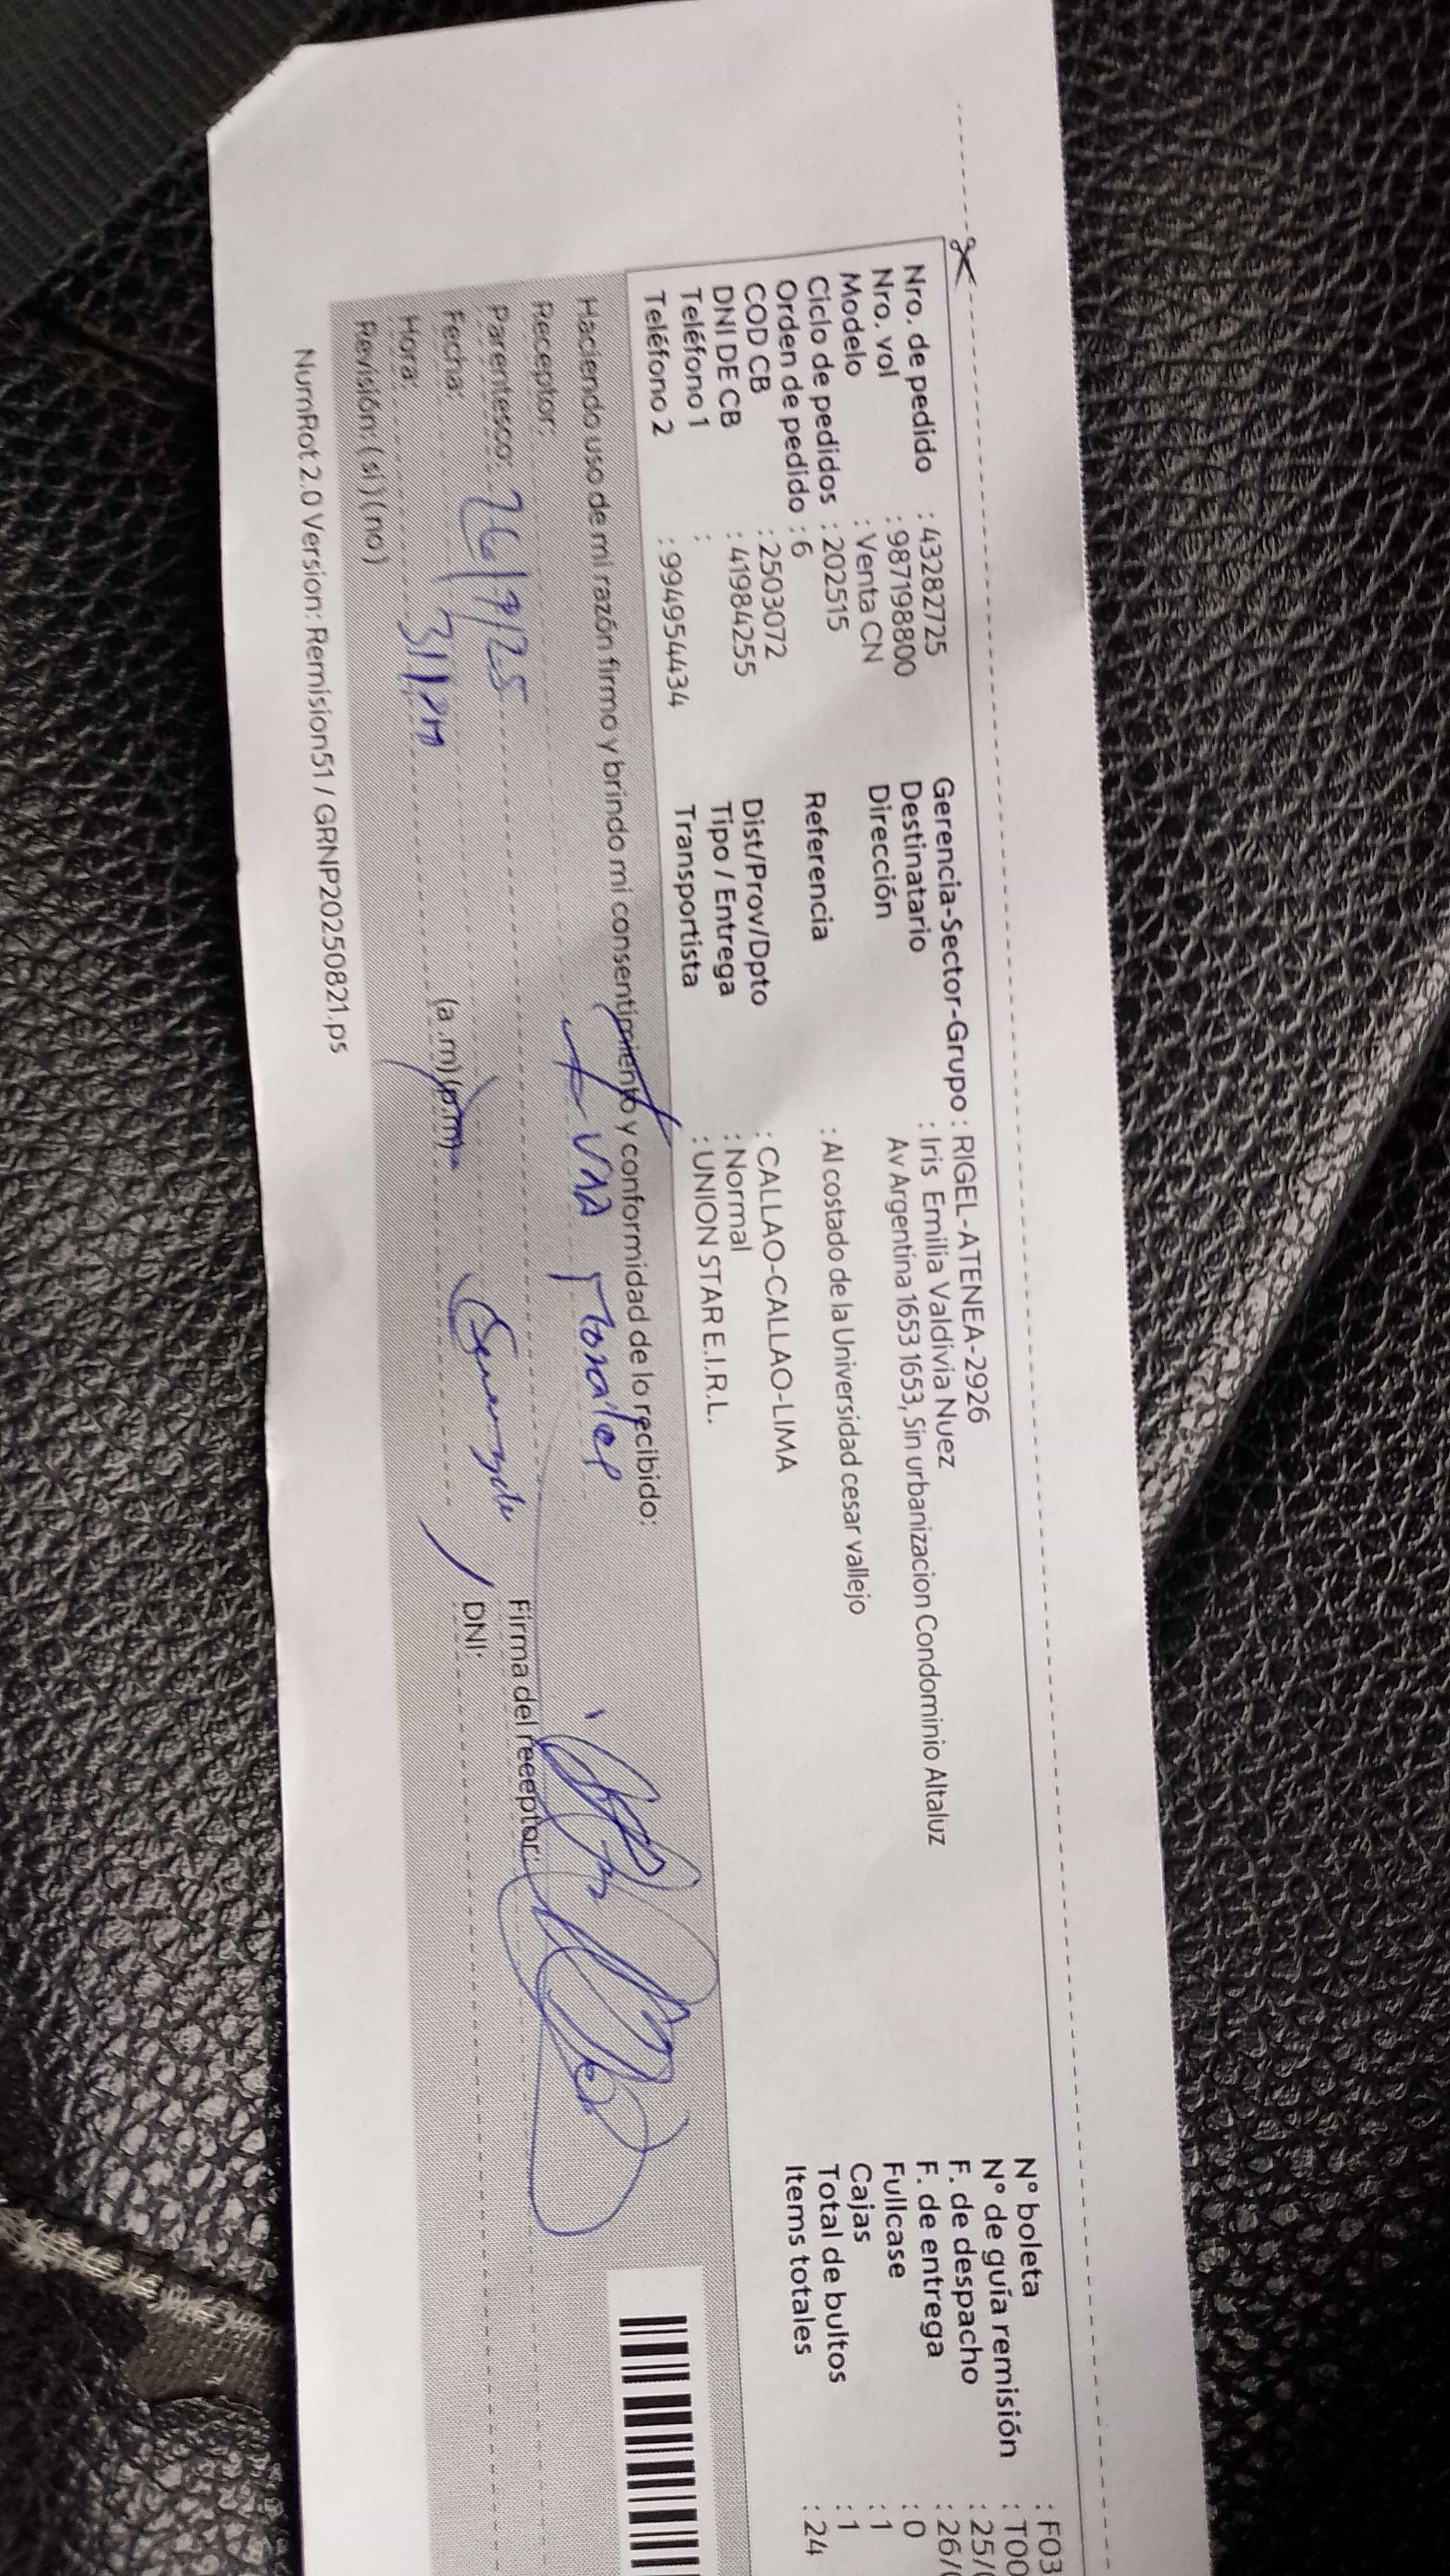 Nro. de pedido : 43282725
Nro. vol : 987198800
Modelo : Venta CN
Ciclo de pedidos : 202515
Orden de pedido : 6
COD CB : 2503072
DNI DE CB : 41984255
Teléfono 1 :
Teléfono 2 : 994954434
Gerencia-Sector-Grupo : RIGEL-ATENEA-2926
Destinatario : Iris Emilia Valdivia Nuez
Dirección Av Argentina 1653 1653, Sin urbanizacion Condominio Altaluz
Referencia : Al costado de la Universidad cesar vallejo
Dist/Prov/Dpto : CALLAO-CALLAO-LIMA
Tipo / Entrega : Normal
Transportista : UNION STAR E.I.R.L.
N° boleta : F03
N° de guía remisión : T00
F. de despacho : 25/
F. de entrega : 26/
Fullcase : 0
Cajas : 1
Total de bultos : 1
Items totales : 24
Haciendo uso de mi razón firmo y brindo mi consentimiento y conformidad de lo recibido:
Receptor:
Parentesco:
Fecha:
Hora: (a.m)(p.m)
Revisión:(si)(no)
Firma del receptor:
DNI:
NumRot 2.0 Version: Remision51 / GRNP20250821.ps